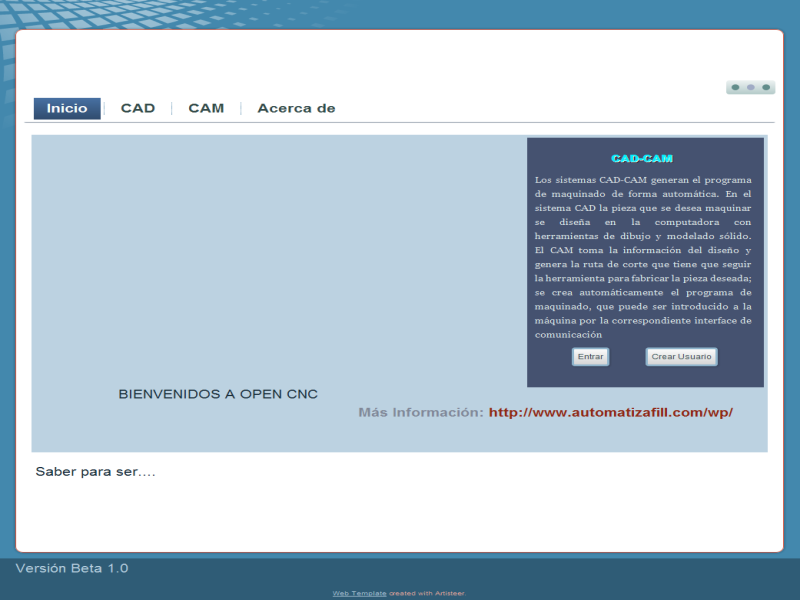 Inicio
CAD
CAM
Acerca de
CAD-CAM
Los sistemas CAD-CAM generan el programa
de maquinado de forma automática. En el
sistema CAD la pieza que se desea maquinar
se diseña en la computadora con
herramientas de dibujo y modelado sólido.
El CAM toma la información del diseño y
genera la ruta de corte que tiene que seguir
la herramienta para fabricar la pieza deseada;
se crea automáticamente el programa de
maquinado, que puede ser introducido a la
máquina por la correspondiente interface de
comunicación
Entrar
Crear Usuario
BIENVENIDOS A OPEN CNC
Más Información: http://www.automatizafill.com/wp/
Saber para ser....
Versión Beta 1.0
Web Template created with Artisteer.